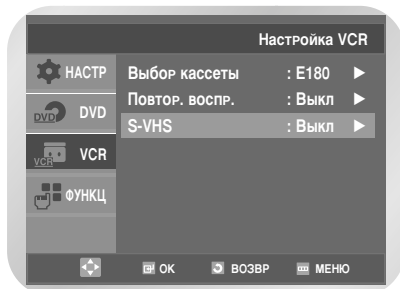 Настройка VCR
НАСТР
Выбор кассеты : E180 ►
Повтор. воспр. : Выкл ►
DVD DVD
S-VHS : Выкл ►
VCR VCR
ФУНКЦ
OK ВОЗВР МЕНЮ